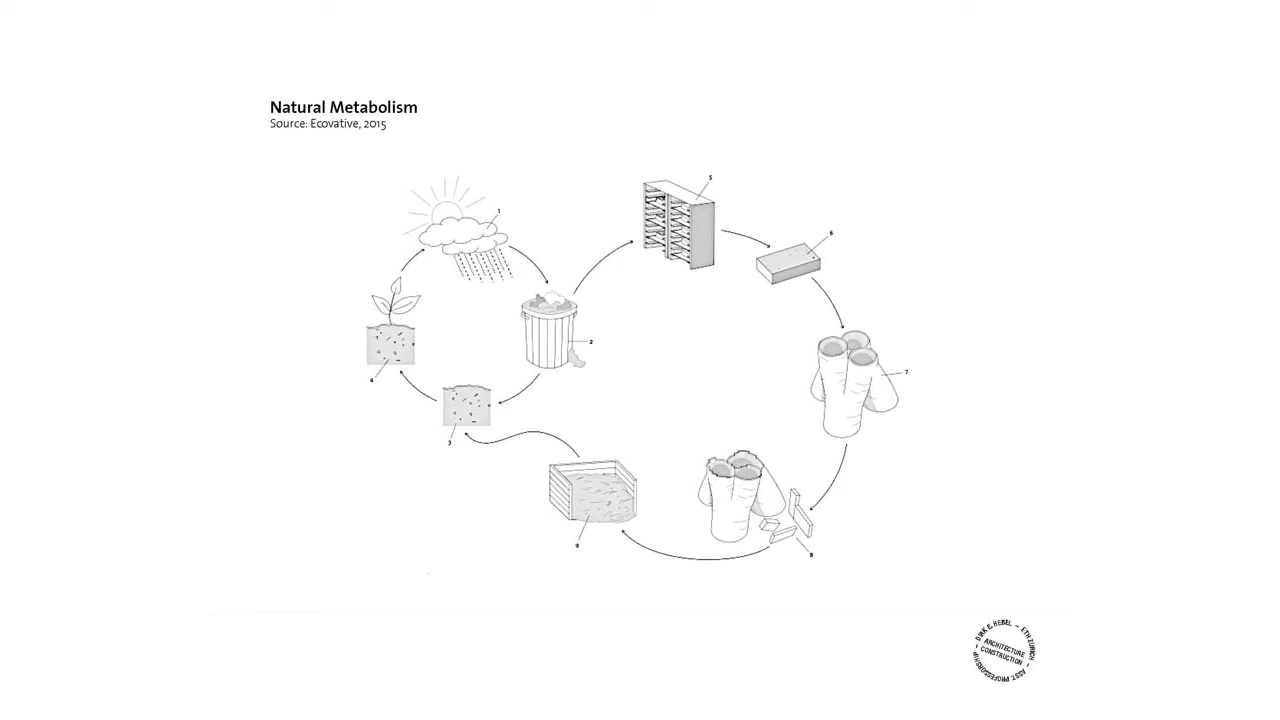 Natural Metabolism
Source: Ecovative, 2015
1
5
6
2
4
7
3
8
9
DIRK E. HEBEL – ETH ZURICH – ASST. PROFESSORSHIP –
ARCHITECTURE
CONSTRUCTION